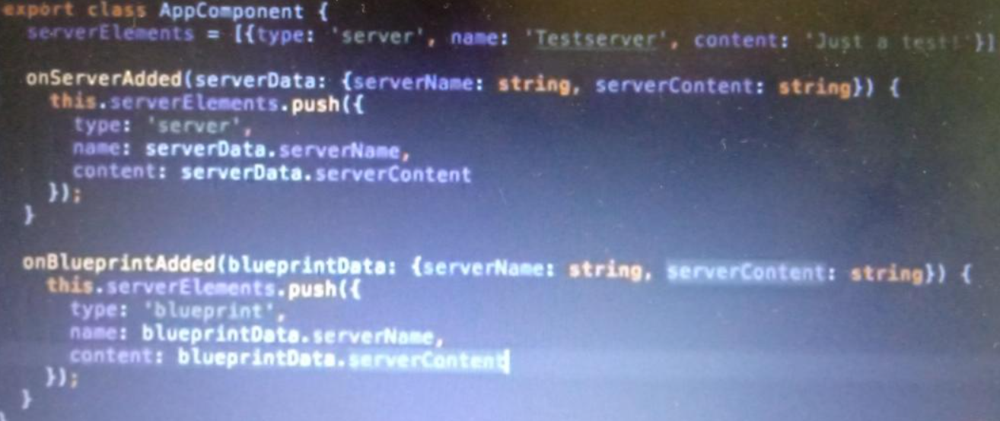 export class AppComponent {
serverElements = [{type: 'server', name: 'Testserver', content: 'Just a test!'}]
onServerAdded(serverData: {serverName: string, serverContent: string}) {
this.serverElements.push({
type: 'server',
name: serverData.serverName,
content: serverData.serverContent
});
}
onBlueprintAdded(blueprintData: {serverName: string, serverContent: string}) {
this.serverElements.push({
type: 'blueprint',
name: blueprintData.serverName,
content: blueprintData.serverContent
});
}
}